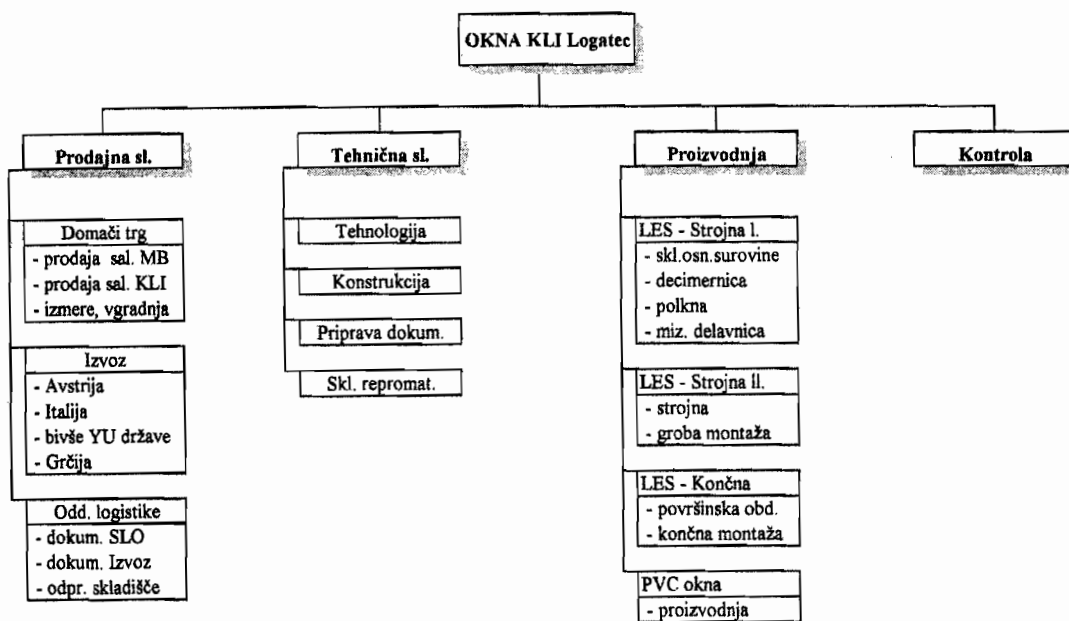 OKNA KLI Logatec
Prodajna sl.
Domači trg
- prodaja sal. MB
- prodaja sal. KLI
- izmere, vgradnja
Izvoz
- Avstrija
- Italija
- bivše YU države
- Grčija
Odd. logistike
- dokum. SLO
- dokum. Izvoz
- odpr. skladišče
Tehnična sl.
Tehnologija
Konstrukcija
Priprava dokum.
Skl. repromat.
Proizvodnja
LES - Strojna l.
- skl.osn.surovine
- decimernica
- polkna
- miz. delavnica
LES - Strojna ll.
- strojna
- groba montaža
LES - Končna
- površinska obd.
- končna montaža
PVC okna
- proizvodnja
Kontrola